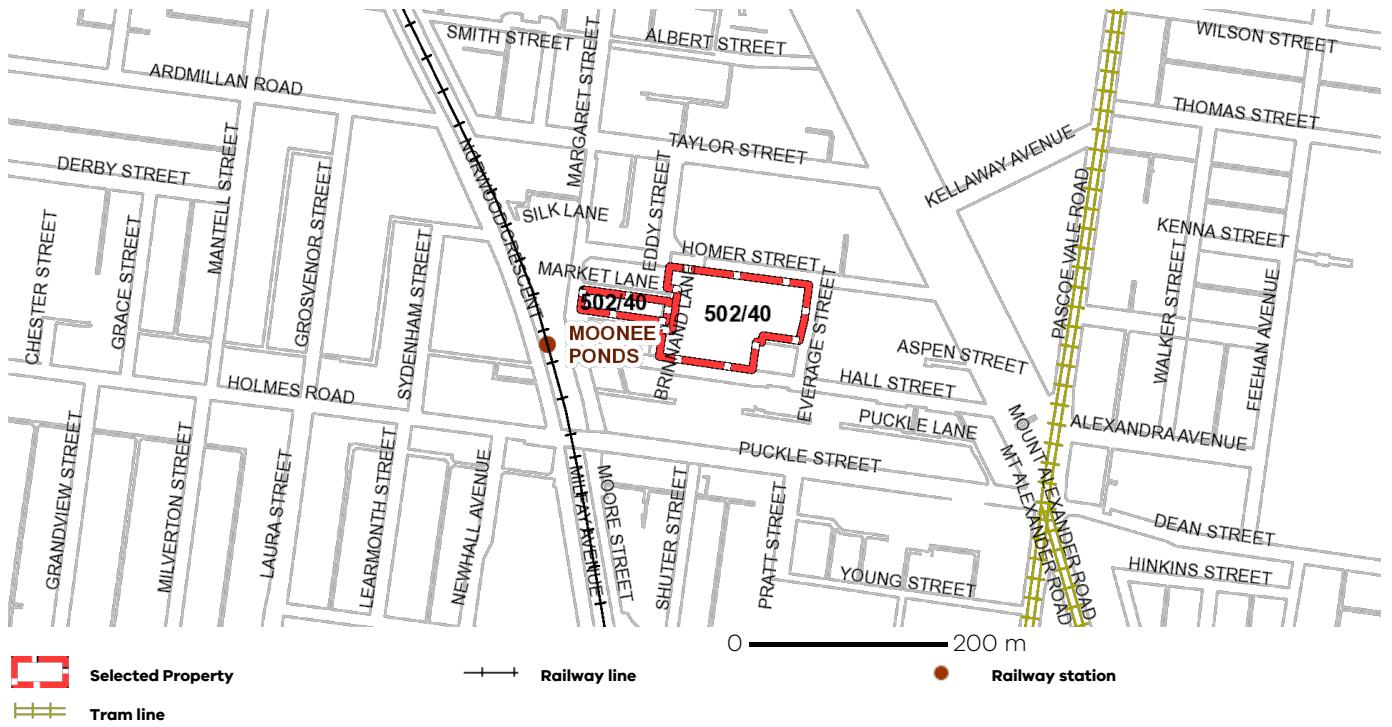 SMITH STREET
MARGARET STREET
ALBERT STREET
WILSON STREET
ARDMILLAN ROAD
THOMAS STREET
TAYLOR STREET
KELLAWAY AVENUE
DERBY STREET
MANTELL STREET
GROSVENOR STREET
NORWOOD CRESCENT
SILK LANE
EDDY STREET
PASCOE VALE ROAD
CHESTER STREET
GRACE STREET
SYDENHAM STREET
HOMER STREET
KENNA STREET
MARKET LANE
WALKER STREET
FEEHAN AVENUE
502/40
502/40
MOONEE
PONDS
BRINNAND LANE
EVERAGE STREET
ASPEN STREET
HOLMES ROAD
HALL STREET
PUCKLE LANE
ALEXANDRA AVENUE
PUCKLE STREET
MOUNT ALEXANDER ROAD
MT ALEXANDER ROAD
GRANDVIEW STREET
MILVERTON STREET
LAURA STREET
LEARMONTH STREET
NEWHALL AVENUE
MILFAY AVENUE
MOORE STREET
SHUTER STREET
PRATT STREET
YOUNG STREET
DEAN STREET
HINKINS STREET
0 200 m
Selected Property
Railway line
Railway station
Tram line